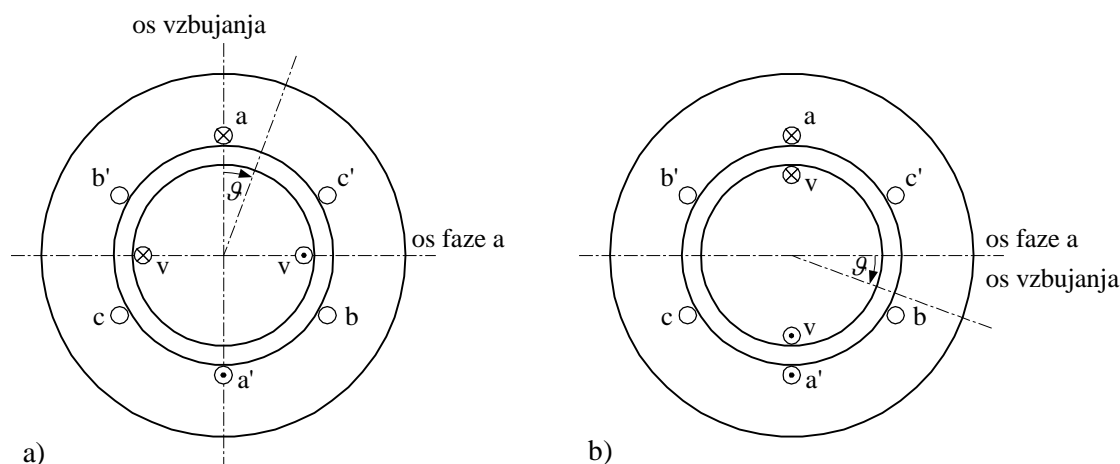 os vzbujanja
a
b'
c'
ϑ
os faze a
v
v
c
b
a'
a)
a
v
b'
c'
os faze a
ϑ
os vzbujanja
c
v
b
a'
b)